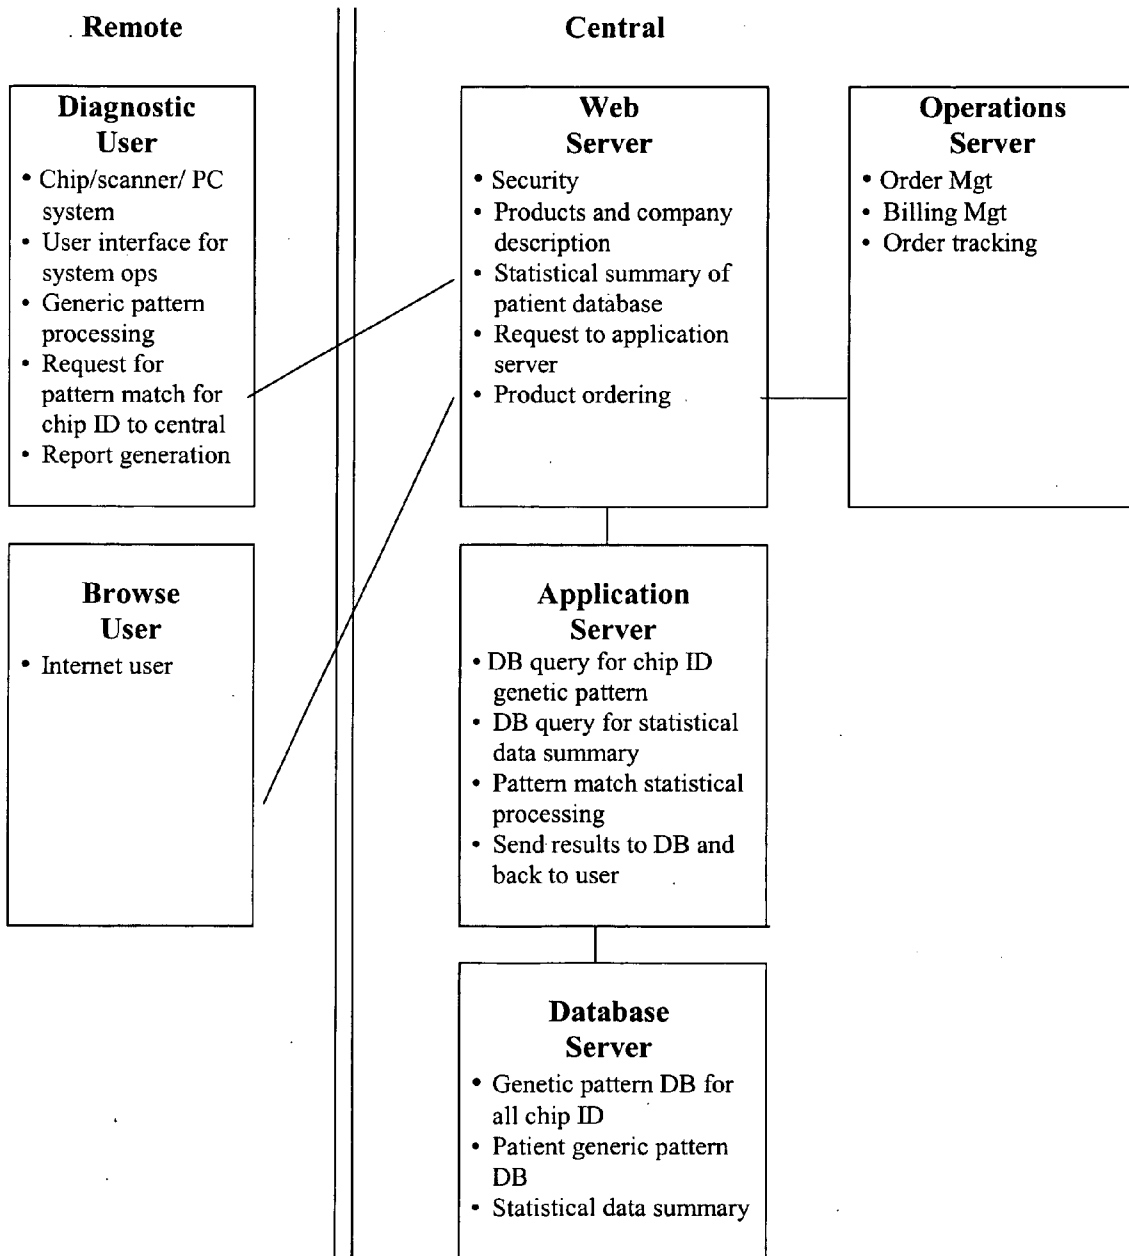 Remote
Central
Diagnostic
User
• Chip/scanner/ PC
system
• User interface for
system ops
• Generic pattern
processing
• Request for
pattern match for
chip ID to central
• Report generation
Web
Server
• Security
• Products and company
description
• Statistical summary of
patient database
• Request to application
server
• Product ordering
Operations
Server
• Order Mgt
• Billing Mgt
• Order tracking
Browse
User
• Internet user
Application
Server
• DB query for chip ID
genetic pattern
• DB query for statistical
data summary
• Pattern match statistical
processing
• Send results to DB and
back to user
Database
Server
• Genetic pattern DB for
all chip ID
• Patient generic pattern
DB
• Statistical data summary